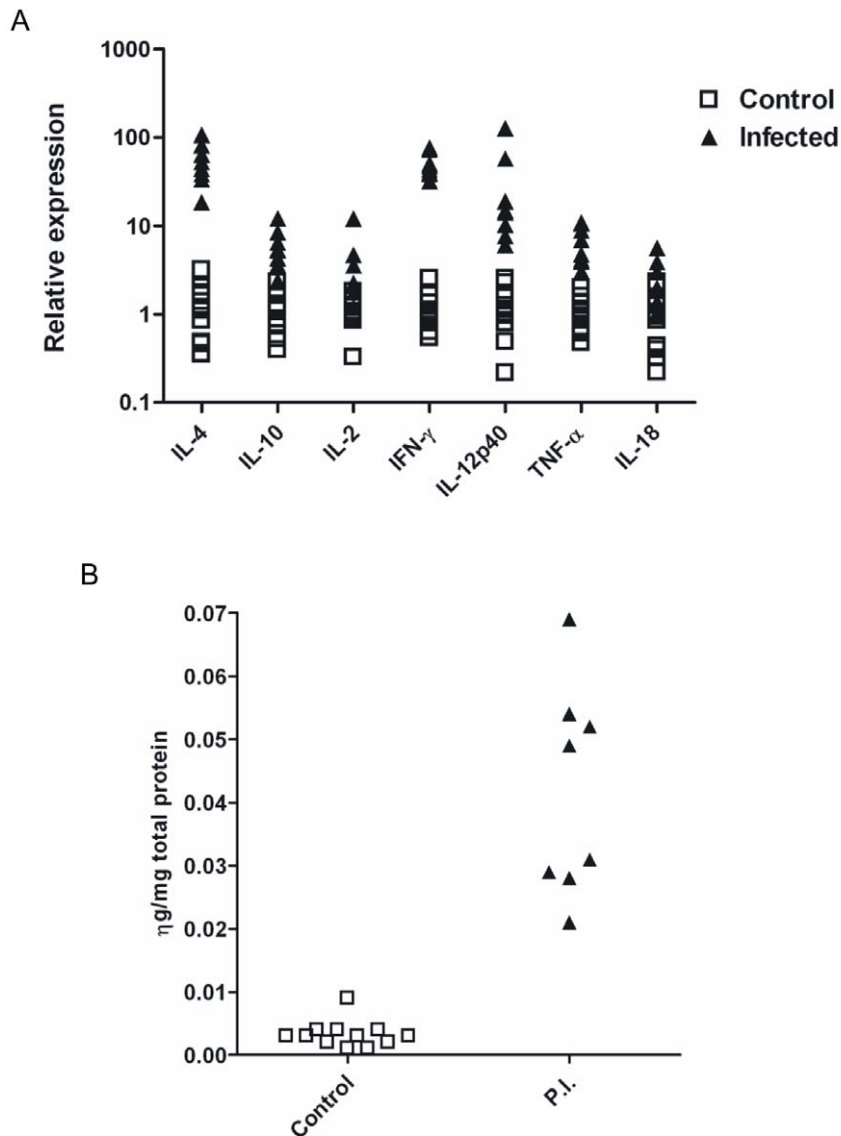 A
1000
100
10
1
0.1
Relative expression
Control
Infected
IL-4
IL-10
IL-2
IFN-γ
IL-12p40
TNF-α
IL-18
B
0.07
0.06
0.05
0.04
0.03
0.02
0.01
0.00
ηg/mg total protein
Control
P.I.